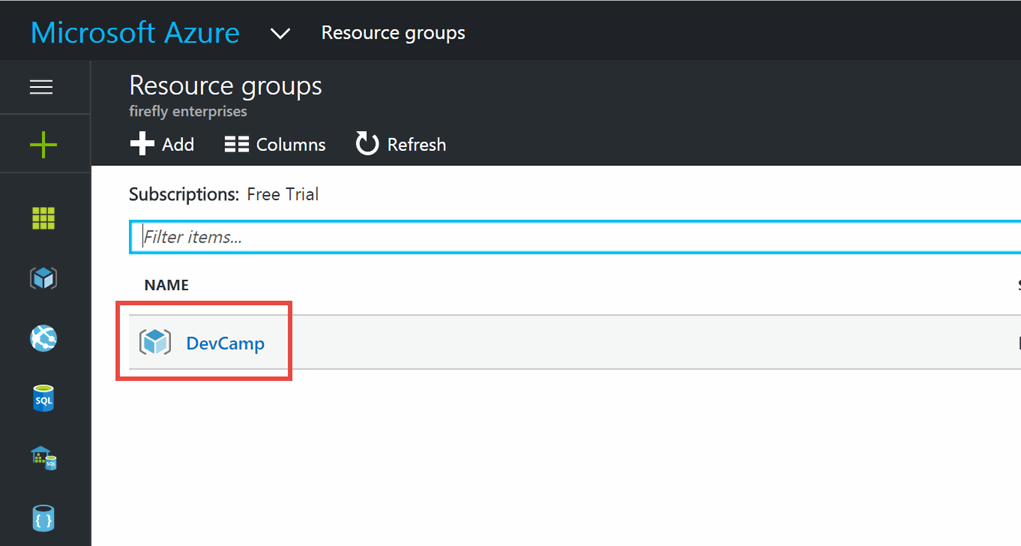 Microsoft Azure Resource groups
Resource groups
firefly enterprises
Add Columns Refresh
Subscriptions: Free Trial
Filter items...
NAME
DevCamp
SQL
SQL
{ }